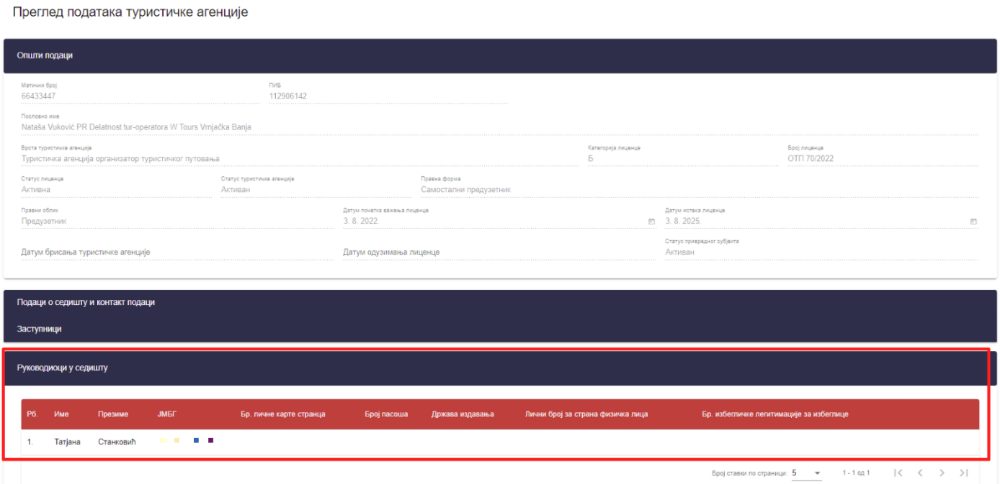 Преглед података туристичке агенције
Општи подаци
Матични број ПИБ
66433447 112906142
Пословно име
Nataša Vuković PR Delatnost tur-operatora W Tours Vrnjačka Banja
Врста туристичке агенције Категорија лиценце Број лиценце
Туристичка агенција организатор туристичког путовања Б ОТП 70/2022
Статус лиценце Статус туристичке агенције Правна форма
Активна Активан Самостални предузетник
Правни облик Датум почетка важења лиценце Датум истека лиценце
Предузетник 3. 8. 2022. 3. 8. 2025.
Статус привредног субјекта
Датум брисања туристичке агенције Датум одузимања лиценце Активан
Подаци о седишту и контакт подаци
Заступници
Руководиоци у седишту
Рб. Име Презиме ЈМБГ Бр. личне карте странца Број пасоша Држава издавања Лични број за страна физичка лица Бр. избегличке легитимације за избеглице
1. Татјана Станковић
Број ставки по страници: 5 1 - 1 од 1